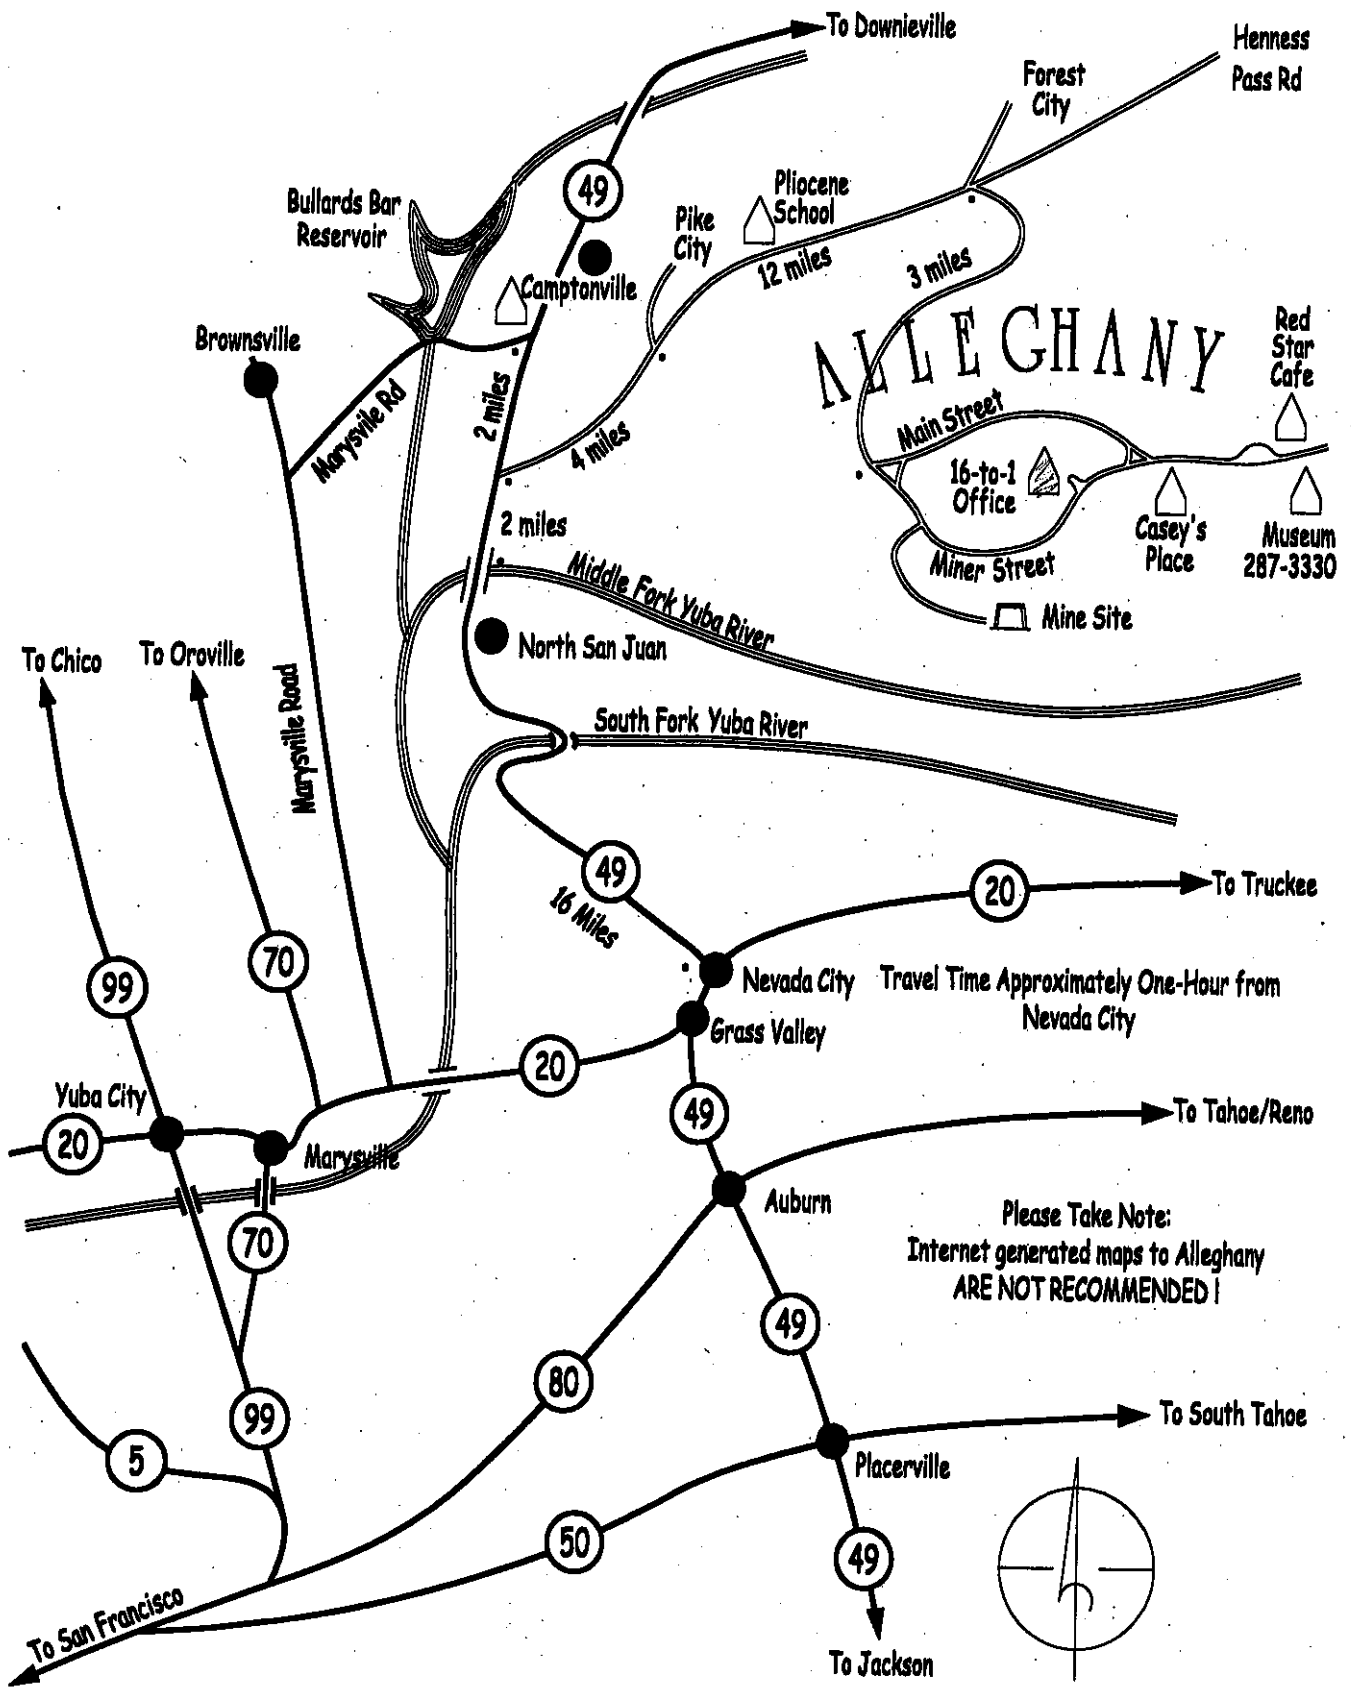 To Downieville
Henness
Pass Rd
Forest
City
49
Pliocene
School
Bullards Bar
Reservoir
Pike
City
12 miles
3 miles
Camptonville
ALLEGHANY
Red
Star
Cafe
Brownsville
Marysvile Rd
2 miles
4 miles
Main Street
16-to-1
Office
Casey's
Place
Museum
287-3330
2 miles
Miner Street
Mine Site
Middle Fork Yuba River
North San Juan
To Chico
To Oroville
Marysville Road
South Fork Yuba River
49
16 Miles
20
To Truckee
70
99
Nevada City
Travel Time Approximately One-Hour from
Nevada City
Grass Valley
20
Yuba City
20
49
To Tahoe/Reno
Marysville
Auburn
70
Please Take Note:
Internet generated maps to Alleghany
ARE NOT RECOMMENDED !
49
80
99
5
To South Tahoe
Placerville
50
49
To San Francisco
To Jackson